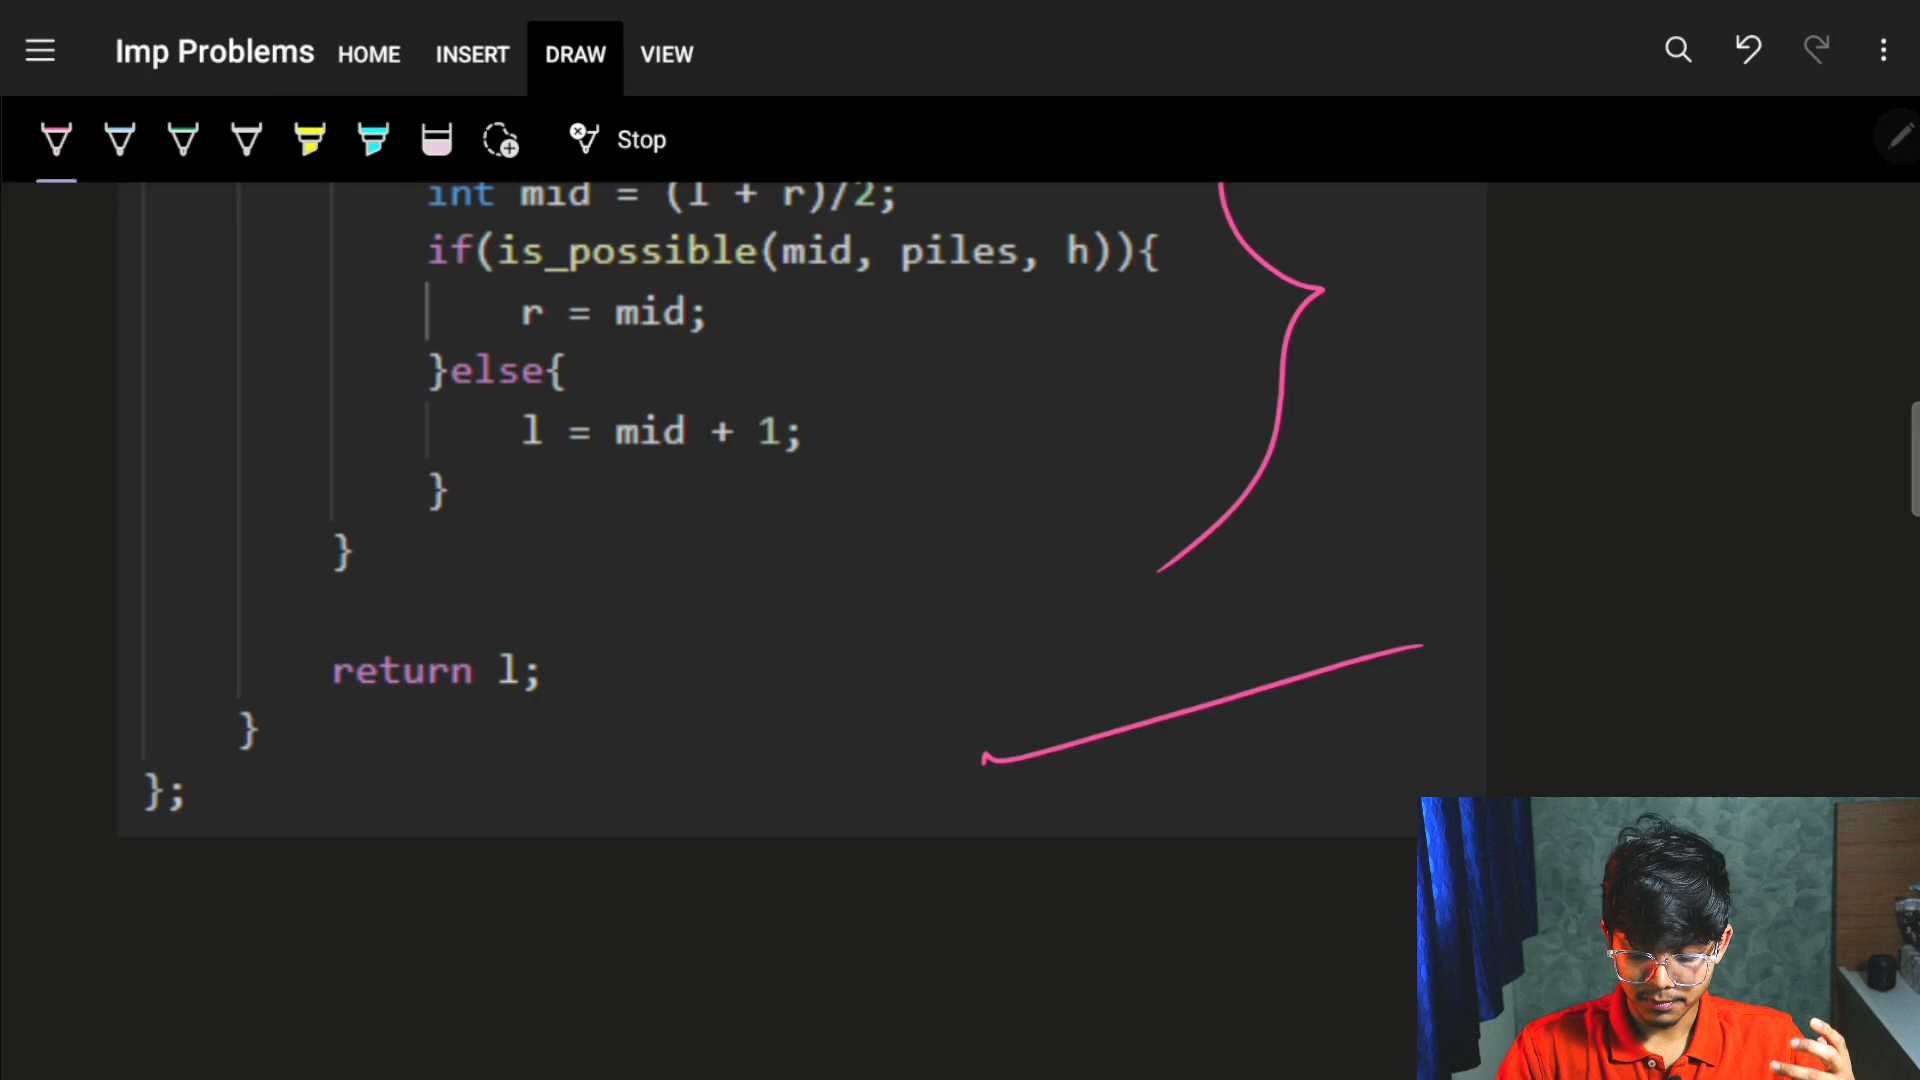 Imp Problems HOME INSERT DRAW VIEW
Stop
int mid = (l + r)/2;
if(is_possible(mid, piles, h)){
r = mid;
}else{
l = mid + 1;
}
}
return l;
}
};